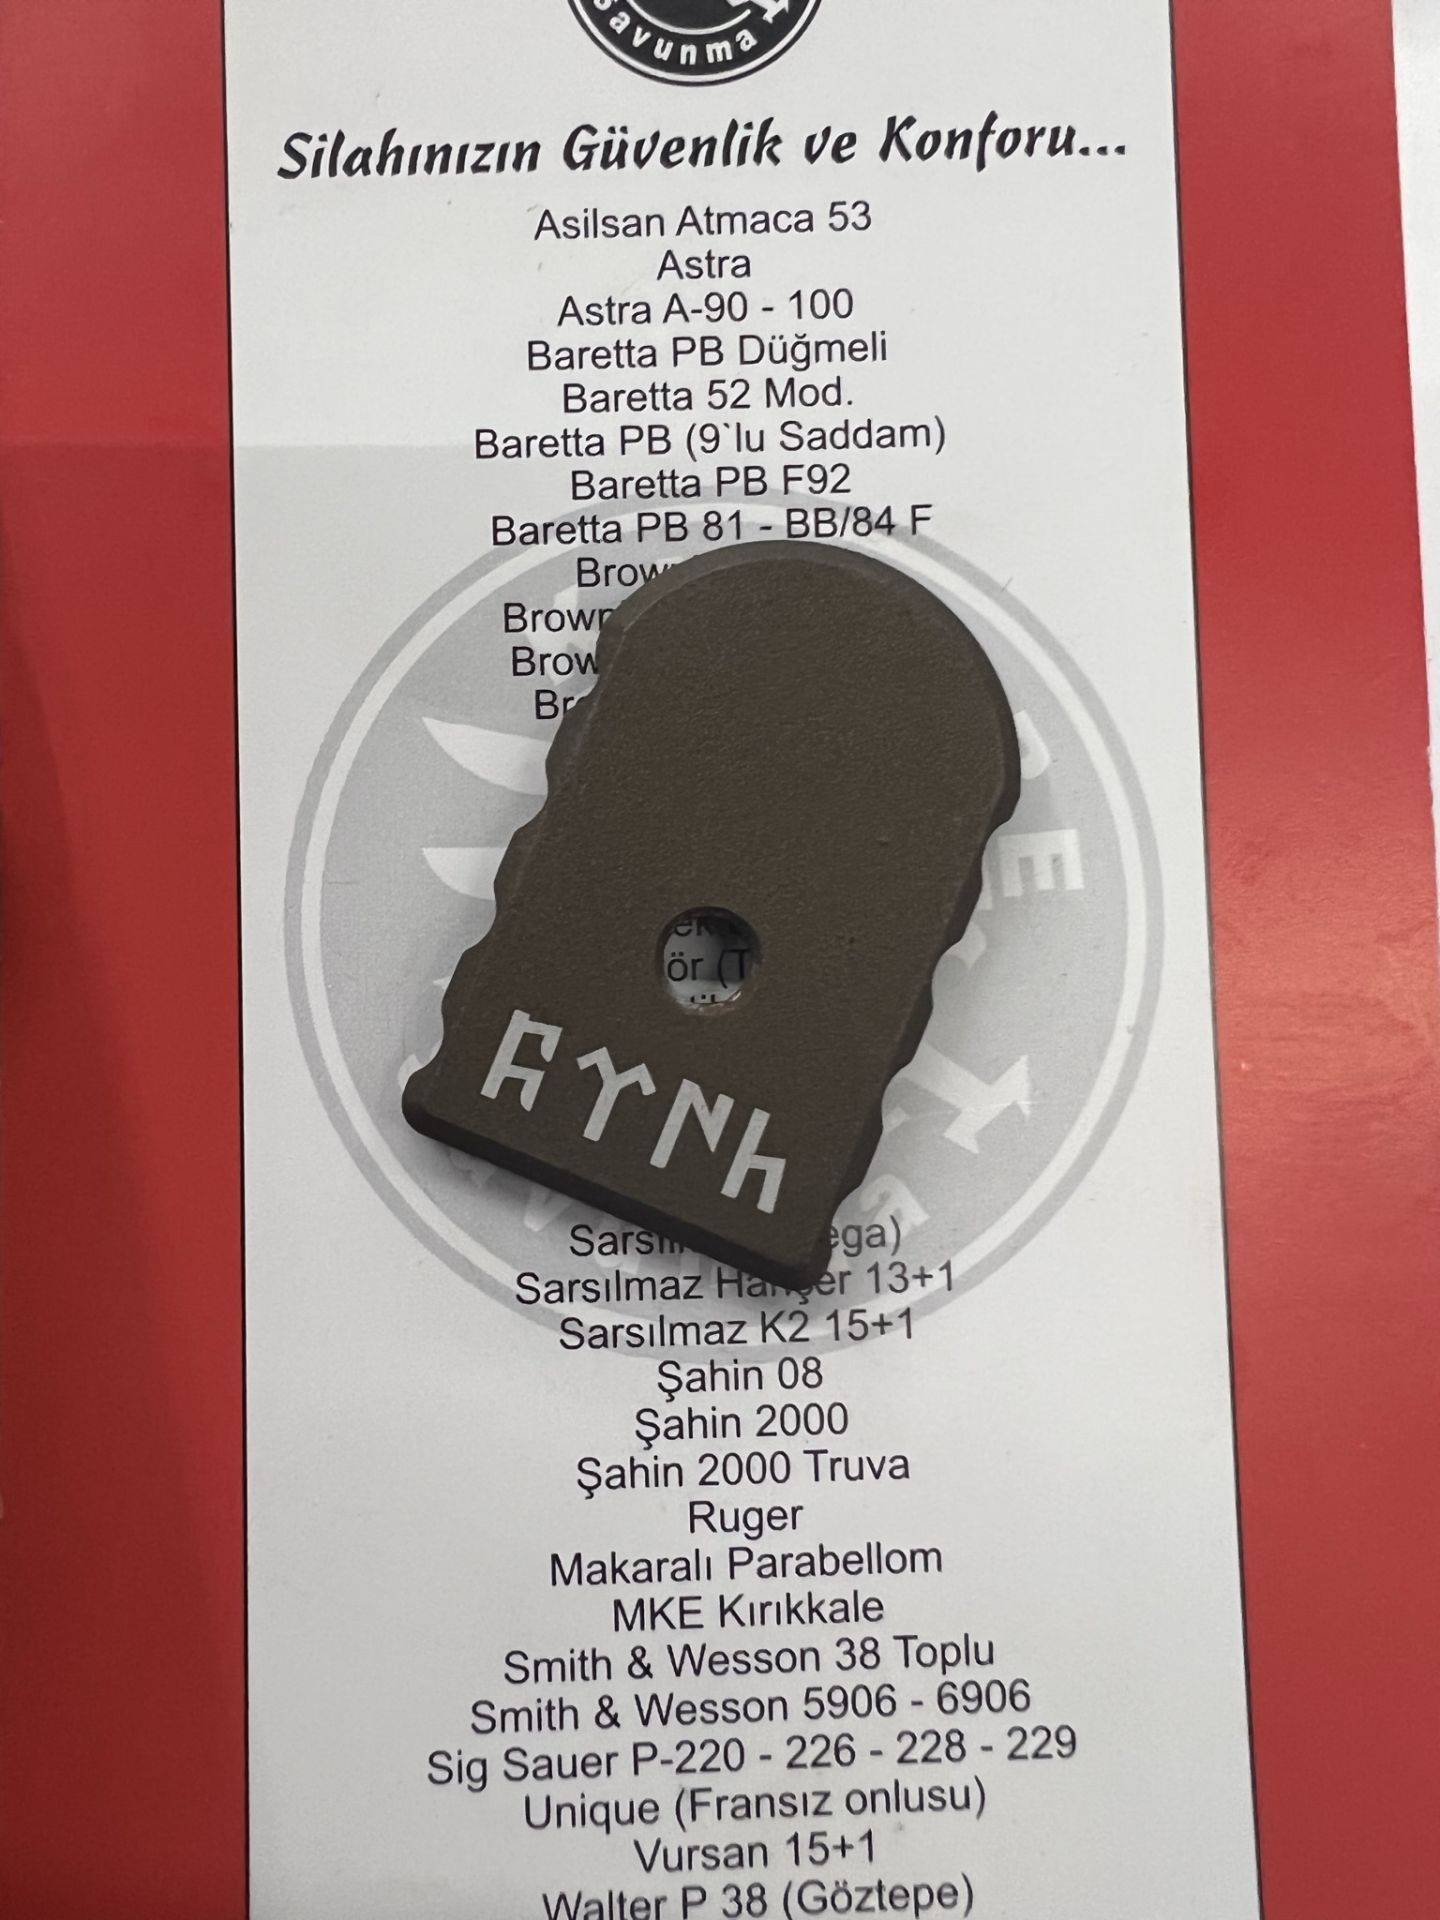 savunma
Silahınızın Güvenlik ve Konforu...
Asilsan Atmaca 53
Astra
Astra A-90 - 100
Baretta PB Düğmeli
Baretta 52 Mod.
Baretta PB (9`lu Saddam)
Baretta PB F92
Baretta PB 81 - BB/84 F
𐱅𐰇𐰼𐰜
Sarsılmaz Hançer 13+1
Sarsılmaz K2 15+1
Şahin 08
Şahin 2000
Şahin 2000 Truva
Ruger
Makaralı Parabellom
MKE Kırıkkale
Smith & Wesson 38 Toplu
Smith & Wesson 5906 - 6906
Sig Sauer P-220 - 226 - 228 - 229
Unique (Fransız onlusu)
Vursan 15+1
Walter P 38 (Göztepe)